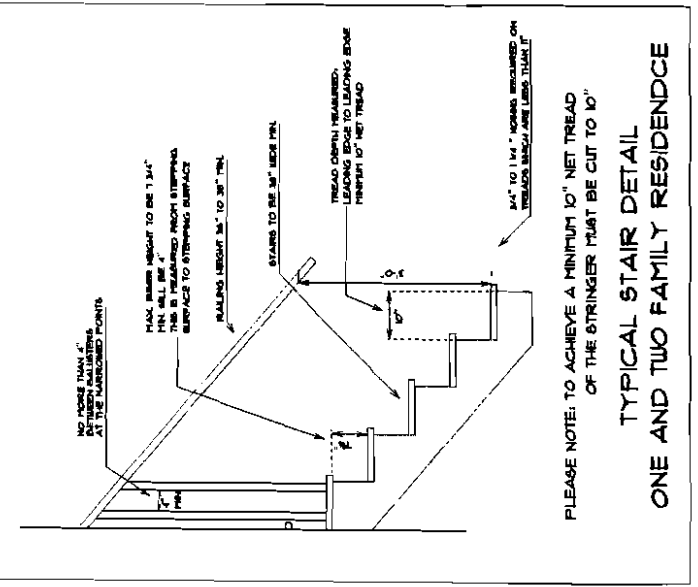 NO MORE THAN 4"
BETWEEN BALUSTERS
AT THE NARROWED POINTS
MAX. RISER HEIGHT TO BE 7 3/4"
MIN. WILL BE 4"
THIS IS MEASURED FROM STEPPING
SURFACE TO STEPPING SURFACE
RAILING HEIGHT 36" TO 38" MIN.
STAIRS TO BE 36" WIDE MIN.
TREAD DEPTH MEASURED:
LEADING EDGE TO LEADING EDGE
MINIMUM 10" NET TREAD
3/4" TO 1 1/4" NOSING REQUIRED ON
TREADS WHICH ARE LESS THAN 11"
4"
MIN.
10"
PLEASE NOTE: TO ACHIEVE A MINIMUM 10" NET TREAD
OF THE STRINGER MUST BE CUT TO 10"
TYPICAL STAIR DETAIL
ONE AND TWO FAMILY RESIDENDCE